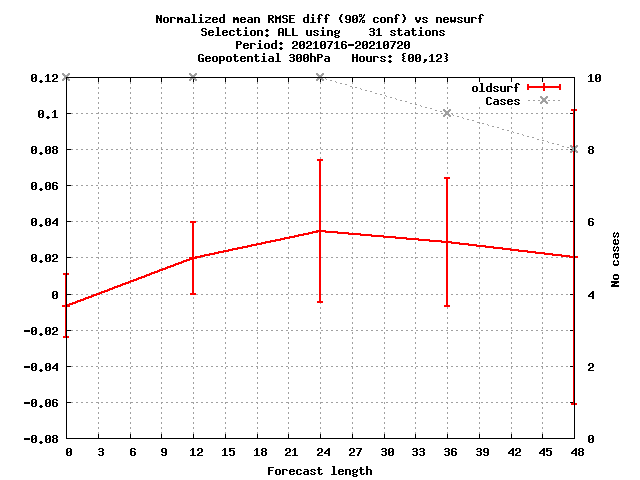 Normalized mean RMSE diff (90% conf) vs newsurf
Selection: ALL using    31 stations
Period: 20210716-20210720
Geopotential 300hPa   Hours: {00,12}
oldsurf
Cases
0.12
0.1
0.08
0.06
0.04
0.02
0
-0.02
-0.04
-0.06
-0.08
10
8
6
4
2
0
No cases
0 3 6 9 12 15 18 21 24 27 30 33 36 39 42 45 48
Forecast length